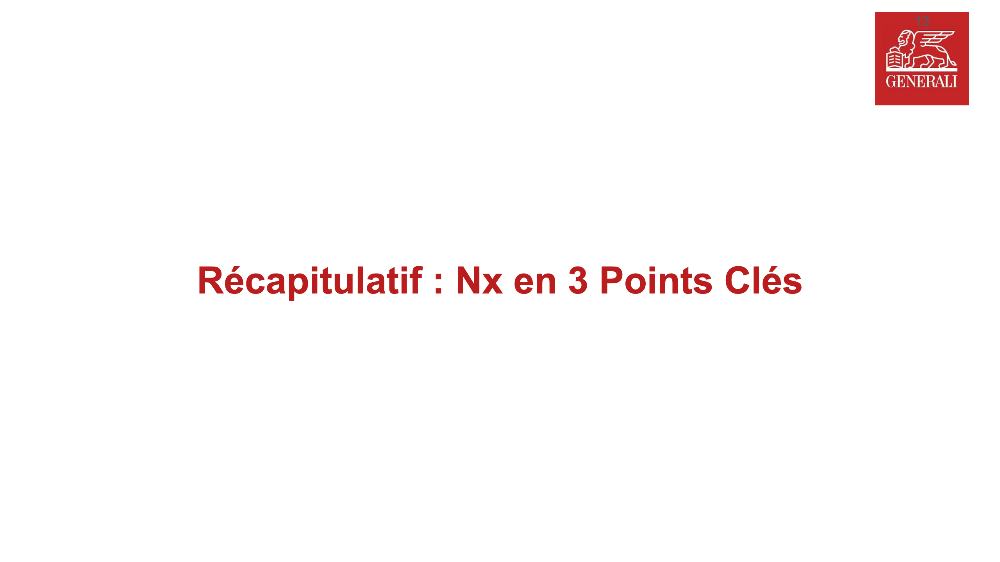 13
GENERALI
Récapitulatif : Nx en 3 Points Clés